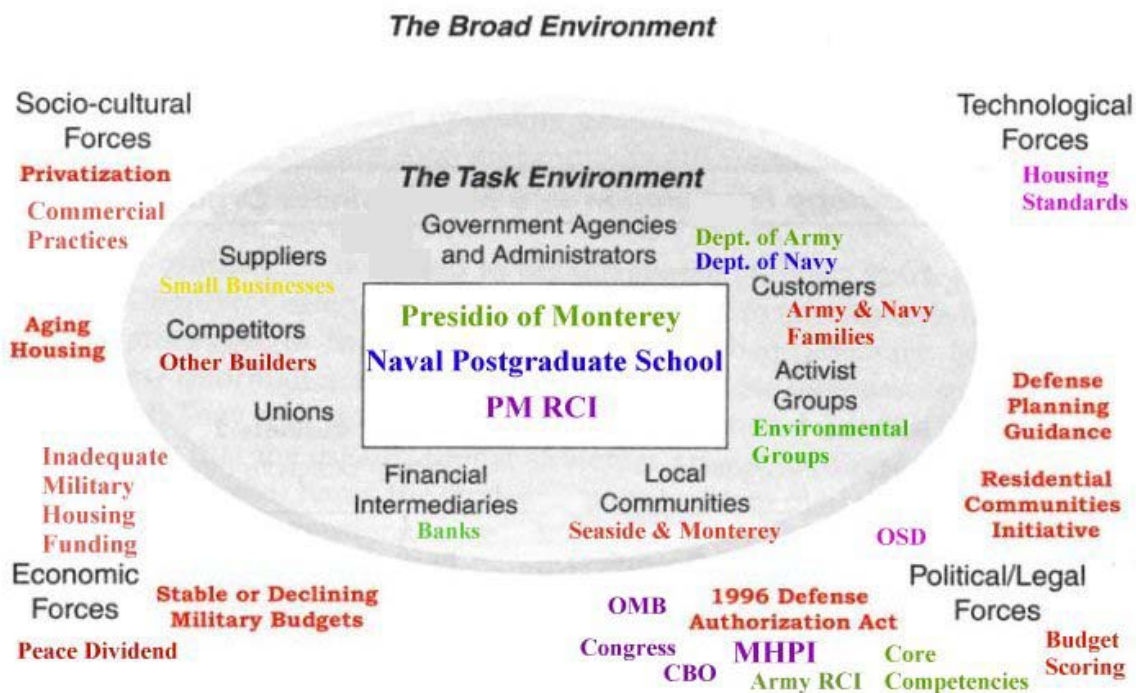 The Broad Environment
Socio-cultural
Forces
Privatization
Commercial
Practices
Technological
Forces
Housing
Standards
The Task Environment
Government Agencies
and Administrators
Dept. of Army
Dept. of Navy
Suppliers
Small Businesses
Customers
Army & Navy
Families
Aging
Housing
Competitors
Other Builders
Presidio of Monterey
Naval Postgraduate School
PM RCI
Activist
Groups
Environmental
Groups
Unions
Defense
Planning
Guidance
Inadequate
Military
Housing
Funding
Financial
Intermediaries
Banks
Local
Communities
Seaside & Monterey
Residential
Communities
Initiative
OSD
Economic
Forces
Stable or Declining
Military Budgets
Peace Dividend
Political/Legal
Forces
OMB
1996 Defense
Authorization Act
Congress
CBO
MHPI
Army RCI
Core
Competencies
Budget
Scoring